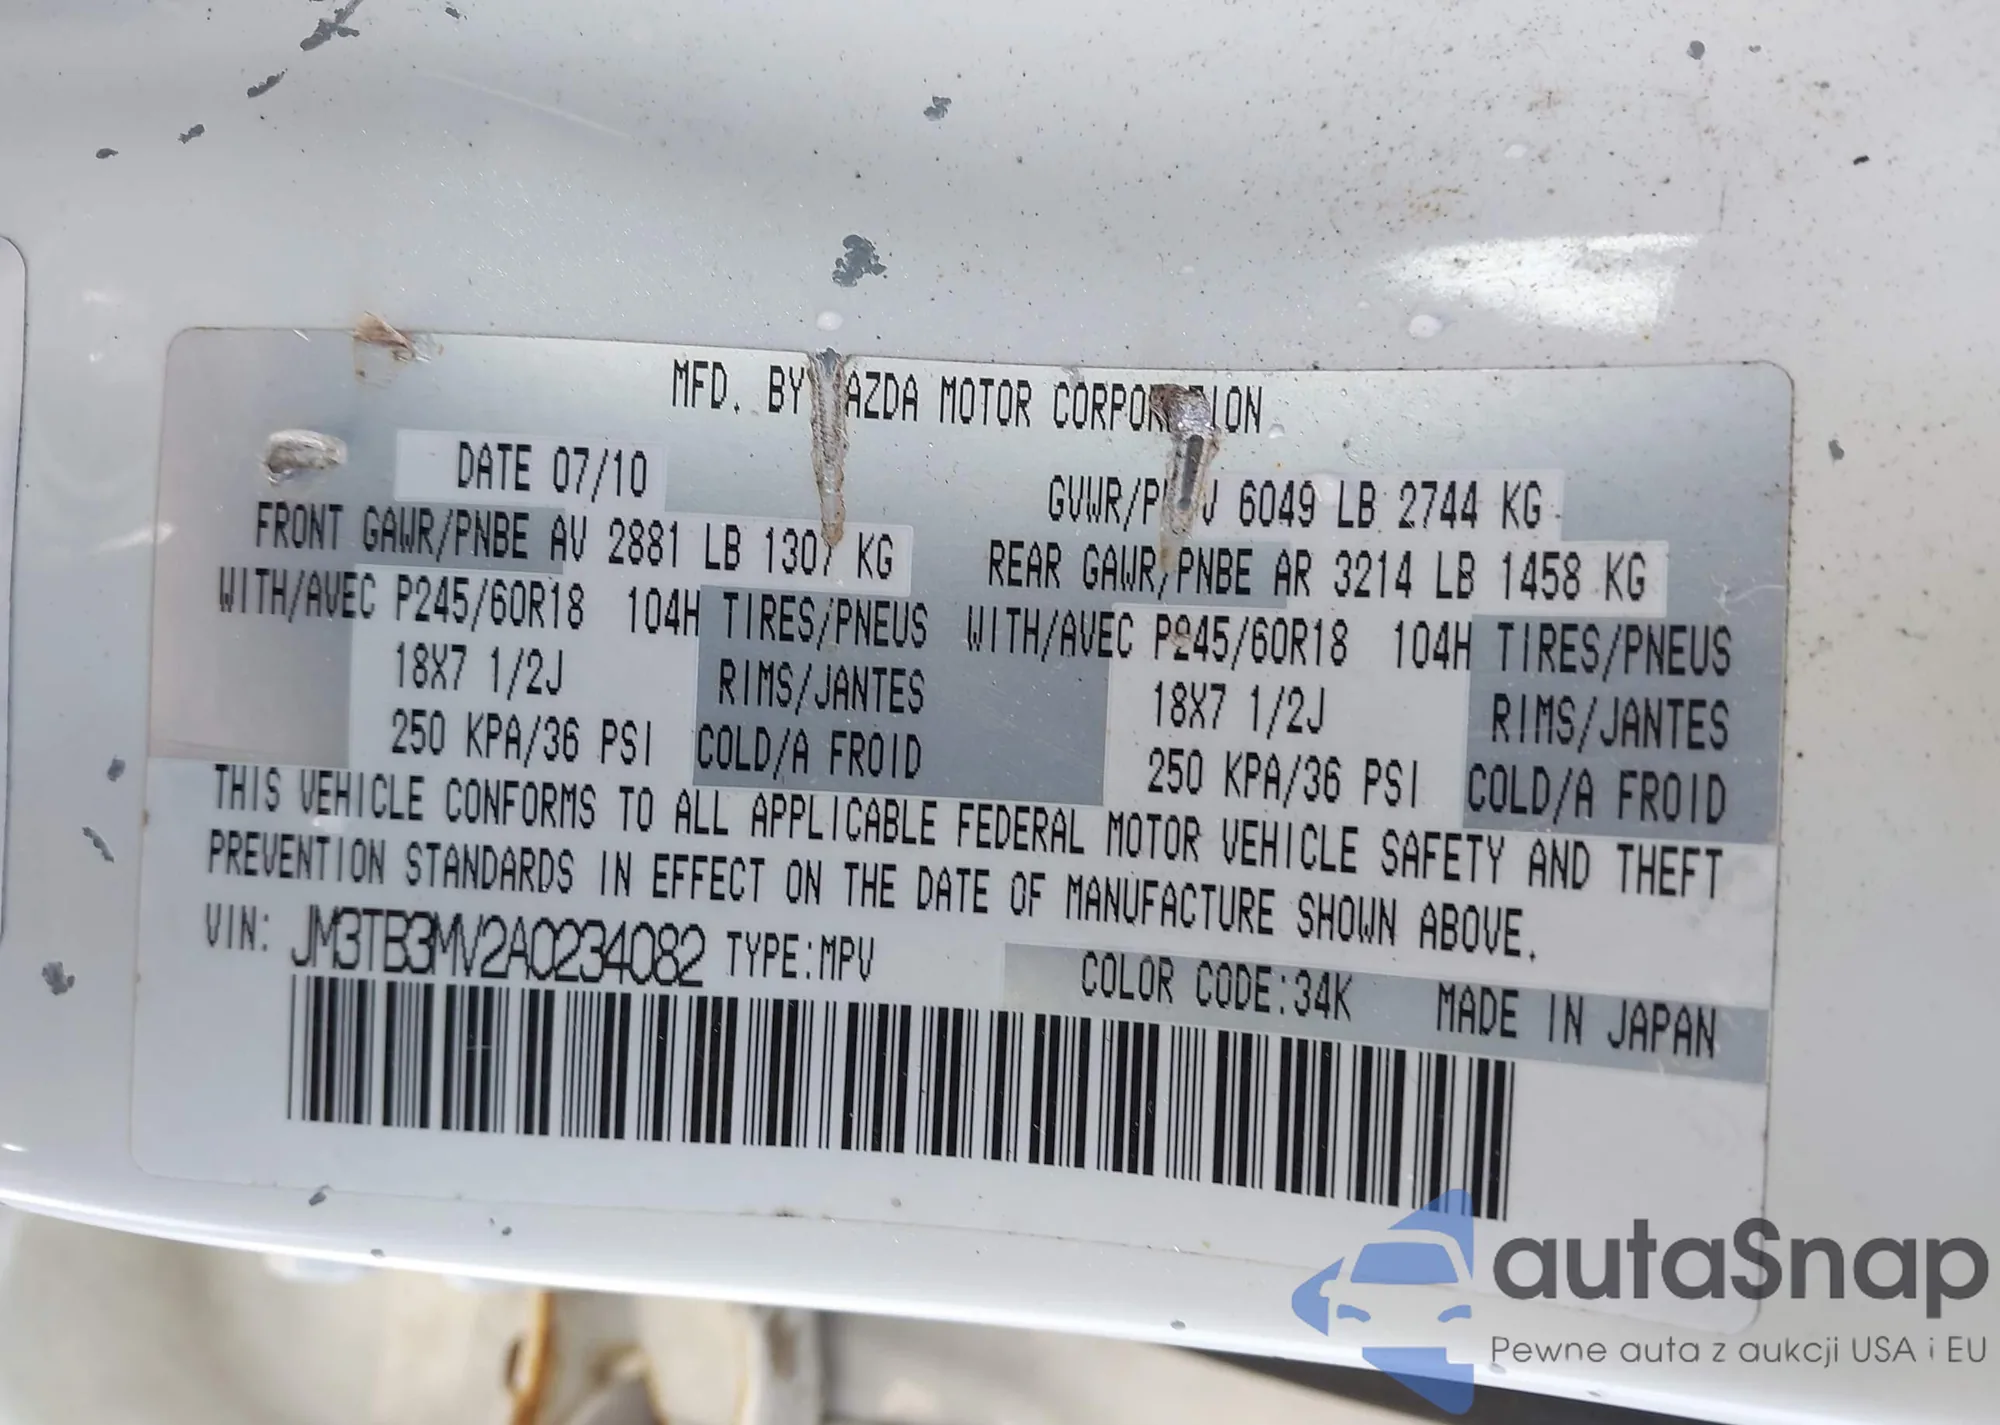 MFD. BY AZDA MOTOR CORPORATION
DATE 07/10
GVWR/P 6049 LB 2744 KG
FRONT GAWR/PNBE AV 2881 LB 1307 KG
REAR GAWR/PNBE AR 3214 LB 1458 KG
WITH/AVEC P245/60R18 104H TIRES/PNEUS WITH/AVEC P245/60R18 104H TIRES/PNEUS
18X7 1/2J RIMS/JANTES 18X7 1/2J RIMS/JANTES
250 KPA/36 PSI COLD/A FROID 250 KPA/36 PSI COLD/A FROID
THIS VEHICLE CONFORMS TO ALL APPLICABLE FEDERAL MOTOR VEHICLE SAFETY AND THEFT
PREVENTION STANDARDS IN EFFECT ON THE DATE OF MANUFACTURE SHOWN ABOVE.
VIN: JM3TB3MV2A0234082 TYPE:MPV
COLOR CODE:34K MADE IN JAPAN
autaSnap
Pewne auta z aukcji USA i EU